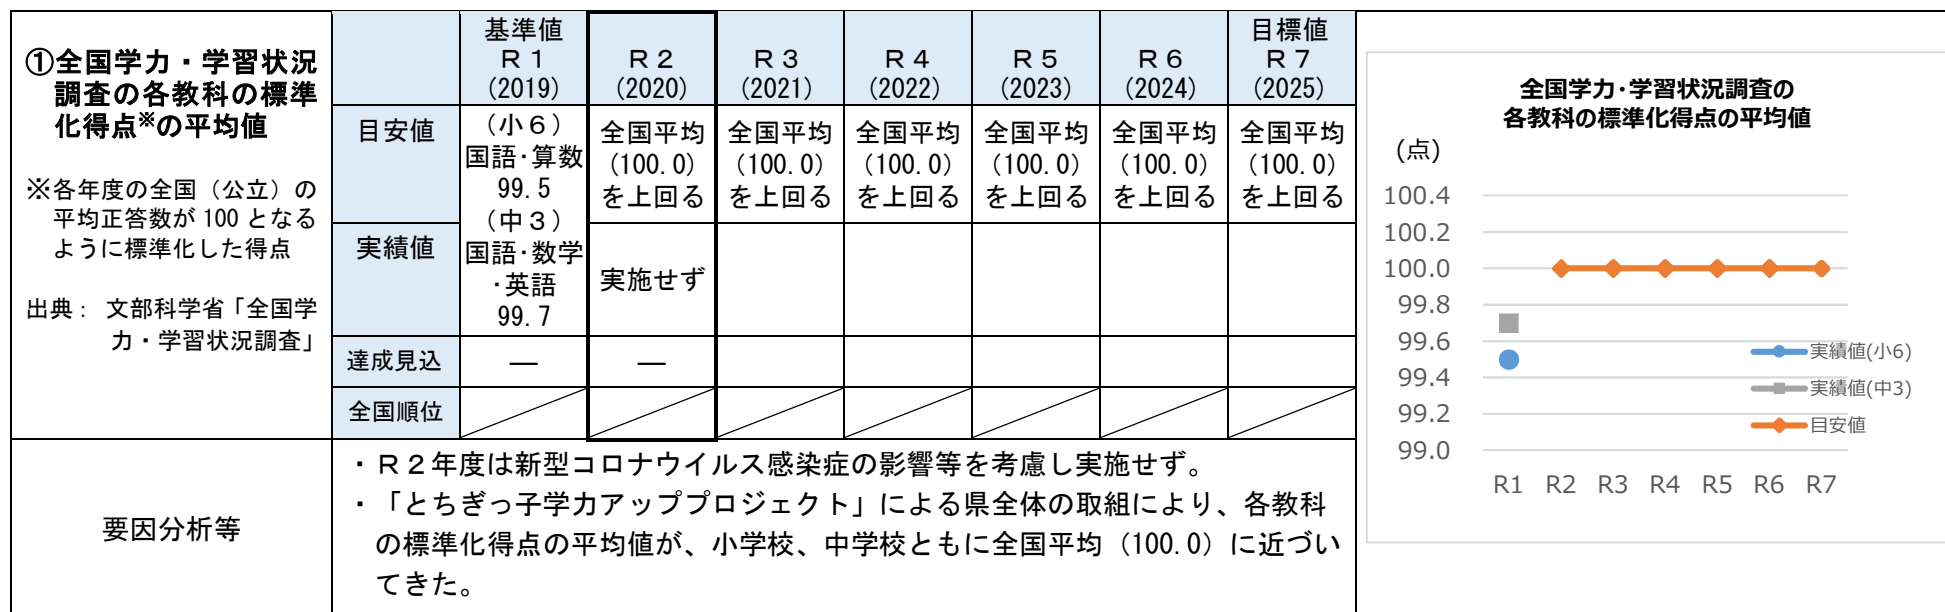 ①全国学力・学習状況
調査の各教科の標準
化得点※の平均値
※各年度の全国（公立）の
平均正答数が100となる
ように標準化した得点
出典： 文部科学省「全国学
力・学習状況調査」
基準値
Ｒ１
(2019)
Ｒ２
(2020)
Ｒ３
(2021)
Ｒ４
(2022)
Ｒ５
(2023)
Ｒ６
(2024)
目標値
Ｒ７
(2025)
目安値
（小６）
国語・算数
99.5
（中３）
国語・数学
・英語
99.7
全国平均
(100.0)
を上回る
全国平均
(100.0)
を上回る
全国平均
(100.0)
を上回る
全国平均
(100.0)
を上回る
全国平均
(100.0)
を上回る
全国平均
(100.0)
を上回る
実績値
実施せず
達成見込
―
―
全国順位
要因分析等
・Ｒ２年度は新型コロナウイルス感染症の影響等を考慮し実施せず。
・「とちぎっ子学力アッププロジェクト」による県全体の取組により、各教科
の標準化得点の平均値が、小学校、中学校ともに全国平均（100.0）に近づい
てきた。
全国学力・学習状況調査の
各教科の標準化得点の平均値
(点)
100.4
100.2
100.0
99.8
99.6
99.4
99.2
99.0
実績値(小6)
実績値(中3)
目安値
R1 R2 R3 R4 R5 R6 R7